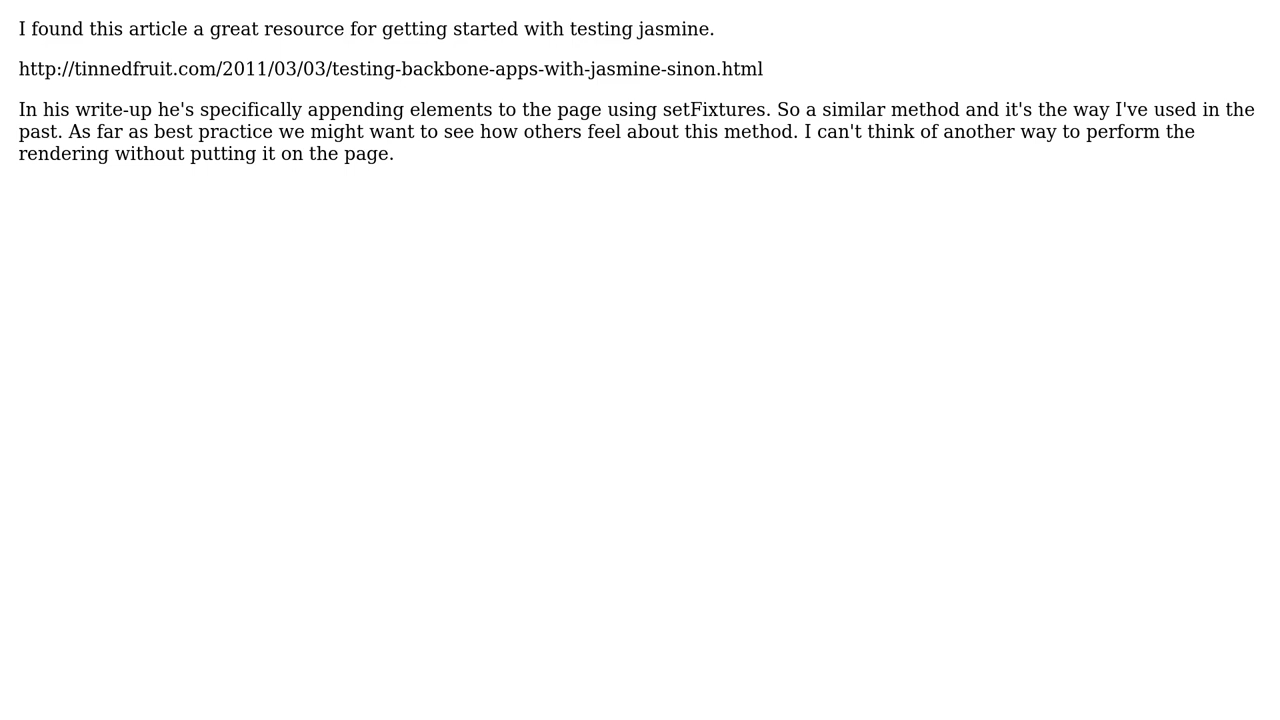 I found this article a great resource for getting started with testing jasmine.
http://tinnedfruit.com/2011/03/03/testing-backbone-apps-with-jasmine-sinon.html
In his write-up he's specifically appending elements to the page using setFixtures. So a similar method and it's the way I've used in the
past. As far as best practice we might want to see how others feel about this method. I can't think of another way to perform the
rendering without putting it on the page.